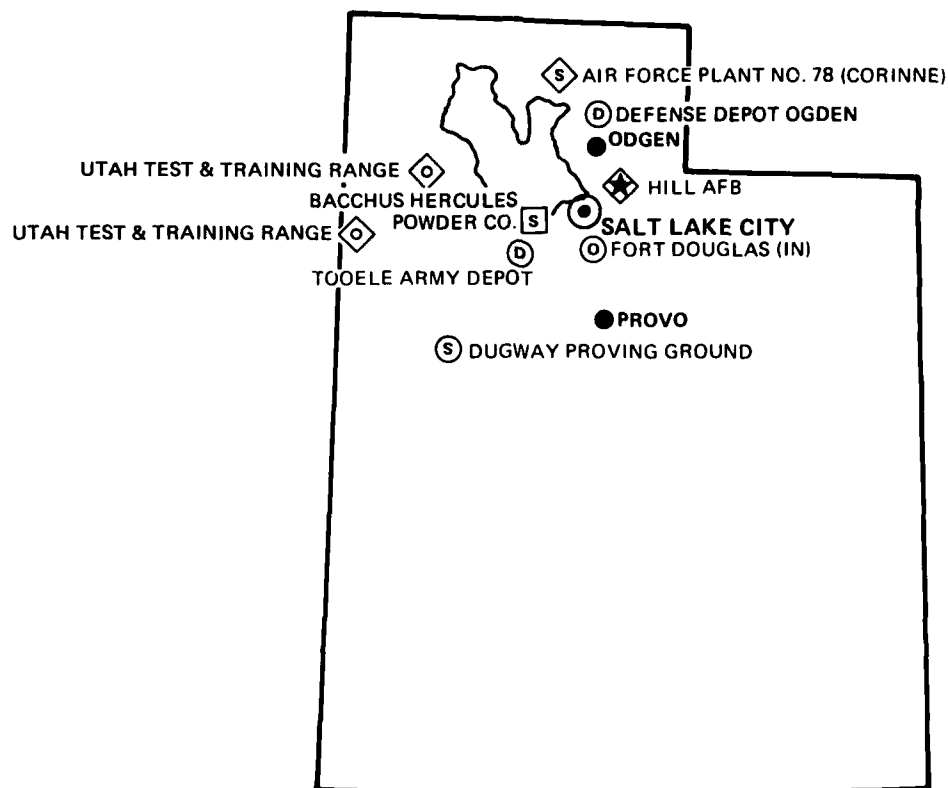 S AIR FORCE PLANT NO. 78 (CORINNE)
D DEFENSE DEPOT OGDEN
ODGEN
UTAH TEST & TRAINING RANGE O
HILL AFB
BACCHUS HERCULES
POWDER CO. S
SALT LAKE CITY
UTAH TEST & TRAINING RANGE O
O FORT DOUGLAS (IN)
D
TOOELE ARMY DEPOT
PROVO
S DUGWAY PROVING GROUND